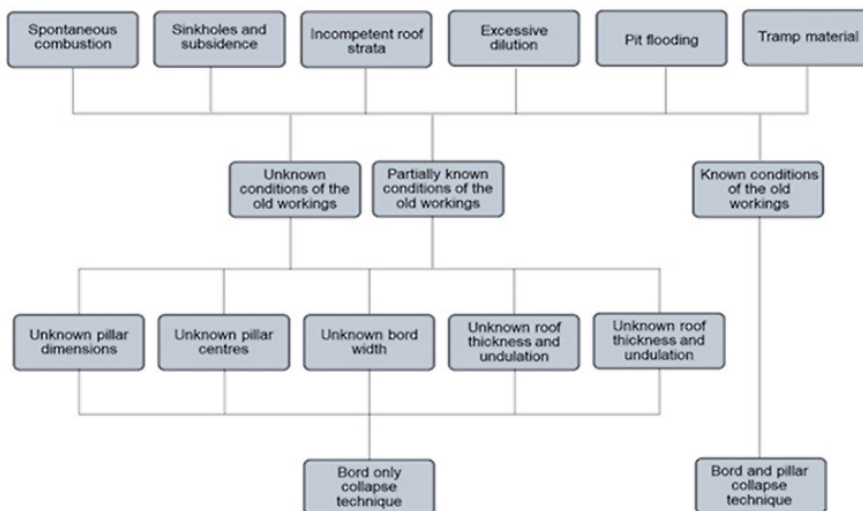 Spontaneous
combustion
Sinkholes and
subsidence
Incompetent roof
strata
Excessive
dilution
Pit flooding
Tramp material
Unknown
conditions of the
old workings
Partially known
conditions of the
old workings
Known conditions
of the old
workings
Unknown pillar
dimensions
Unknown pillar
centres
Unknown bord
width
Unknown roof
thickness and
undulation
Unknown roof
thickness and
undulation
Bord only
collapse
technique
Bord and pillar
collapse
technique